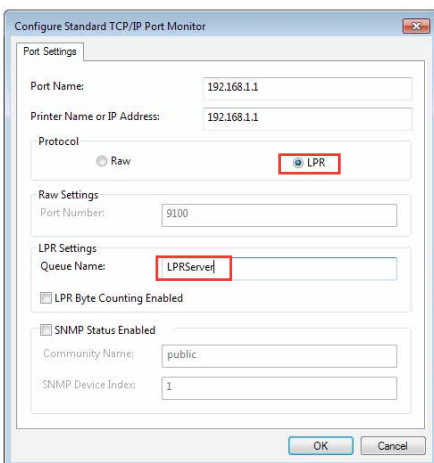 Configure Standard TCP/IP Port Monitor
Port Settings
Port Name: 192.168.1.1
Printer Name or IP Address: 192.168.1.1
Protocol
Raw LPR
Raw Settings
Port Number: 9100
LPR Settings
Queue Name: LPRServer
LPR Byte Counting Enabled
SNMP Status Enabled
Community Name: public
SNMP Device Index: 1
OK Cancel